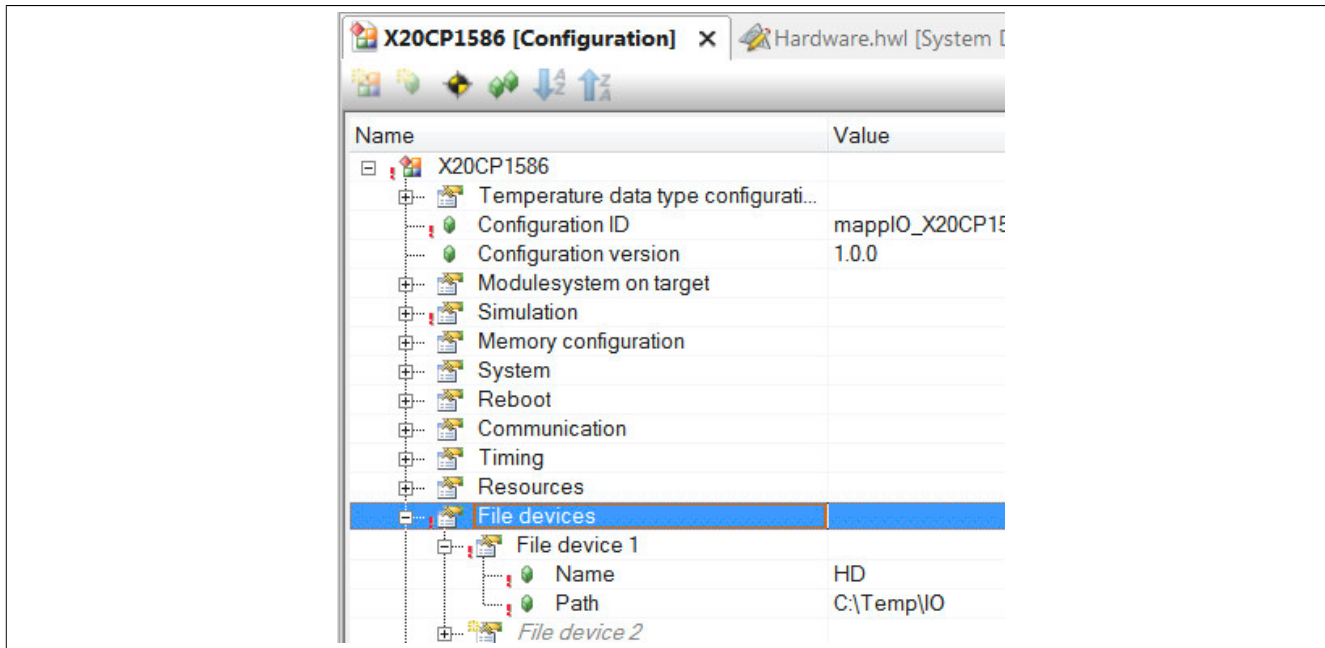 X20CP1586 [Configuration] Hardware.hwl [System
Name Value
X20CP1586
Temperature data type configurati...
Configuration ID mappIO_X20CP15
Configuration version 1.0.0
Modulesystem on target
Simulation
Memory configuration
System
Reboot
Communication
Timing
Resources
File devices
File device 1
Name HD
Path C:\Temp\IO
File device 2